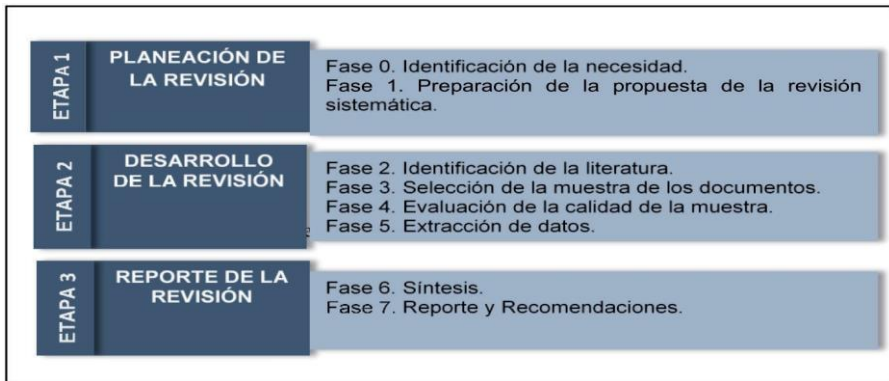 ETAPA 1
PLANEACIÓN DE
LA REVISIÓN
Fase 0. Identificación de la necesidad.
Fase 1. Preparación de la propuesta de la revisión
sistemática.
ETAPA 2
DESARROLLO
DE LA REVISIÓN
Fase 2. Identificación de la literatura.
Fase 3. Selección de la muestra de los documentos.
Fase 4. Evaluación de la calidad de la muestra.
Fase 5. Extracción de datos.
ETAPA 3
REPORTE DE LA
REVISIÓN
Fase 6. Síntesis.
Fase 7. Reporte y Recomendaciones.